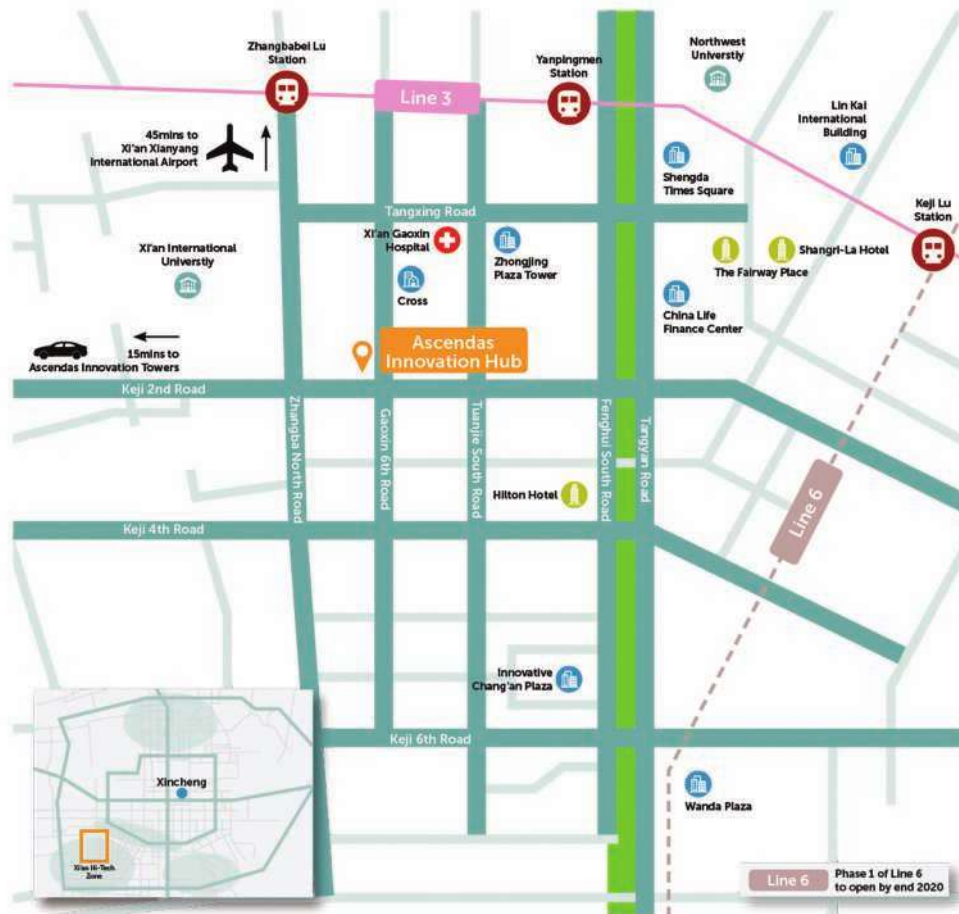 Zhangbabei Lu
Station
Yanpingmen
Station
Northwest
Universtiy
Line 3
Lin Kai
International
Building
45mins to
Xi'an Xianyang
International Airport
Shengda
Times Square
Keji Lu
Station
Tangxing Road
Xi'an Gaoxin
Hospital
Zhongjing
Plaza Tower
Shangri-La Hotel
The Fairway Place
Xi'an International
Universtiy
Cross
China Life
Finance Center
Ascendas
Innovation Hub
15mins to
Ascendas Innovation Towers
Keji 2nd Road
Zhangba North Road
Gaoxin 6th Road
Tuanjie South Road
Fenghui South Road
Tangyan Road
Hilton Hotel
Line 6
Keji 4th Road
Innovative
Chang'an Plaza
Keji 6th Road
Xincheng
Wanda Plaza
Xi'an Hi-Tech
Zone
Line 6
Phase 1 of Line 6
to open by end 2020